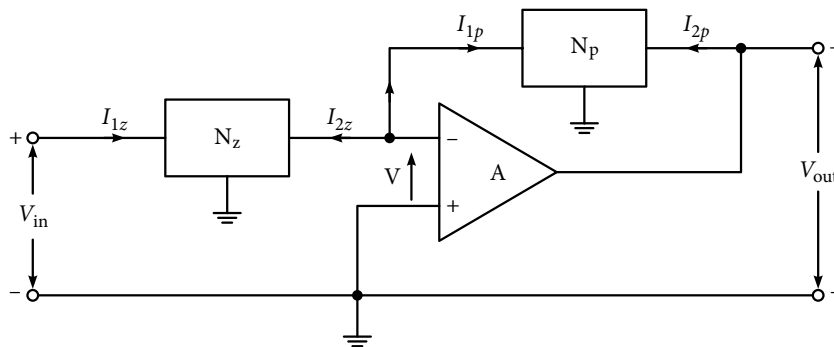 I1p
Np
I2p
−
+
I1z
Nz
I2z
−
V
A
Vin
+
Vout
−
−